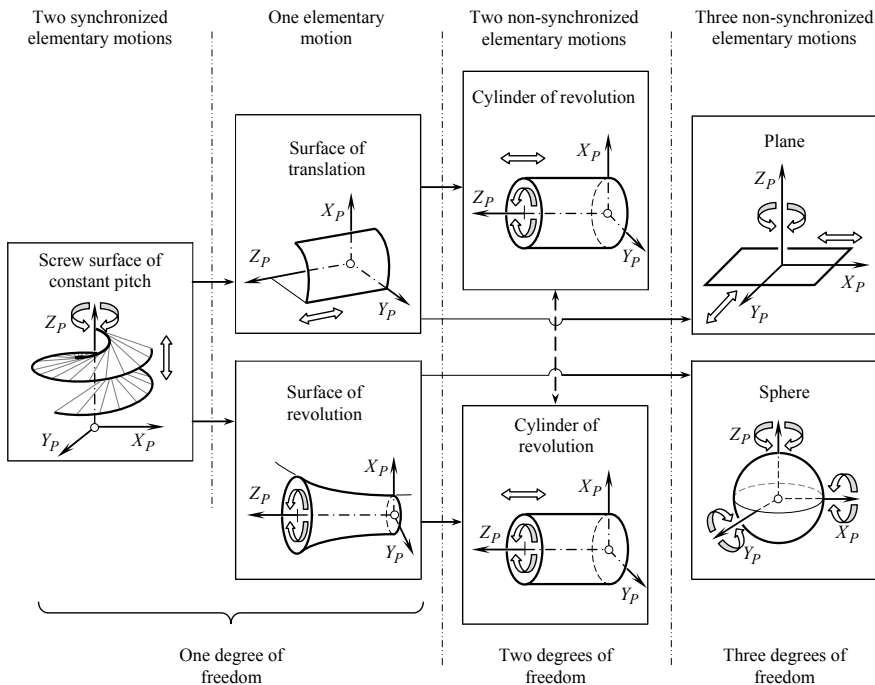 Two synchronized
elementary motions
One elementary
motion
Two non-synchronized
elementary motions
Three non-synchronized
elementary motions
Screw surface of
constant pitch
Z_P
Y_P
X_P
Surface of
translation
X_P
Z_P
Y_P
Surface of
revolution
X_P
Z_P
Y_P
Cylinder of revolution
X_P
Z_P
Y_P
Cylinder of
revolution
X_P
Z_P
Y_P
Plane
Z_P
X_P
Y_P
Sphere
Z_P
X_P
Y_P
One degree of
freedom
Two degrees of
freedom
Three degrees of
freedom